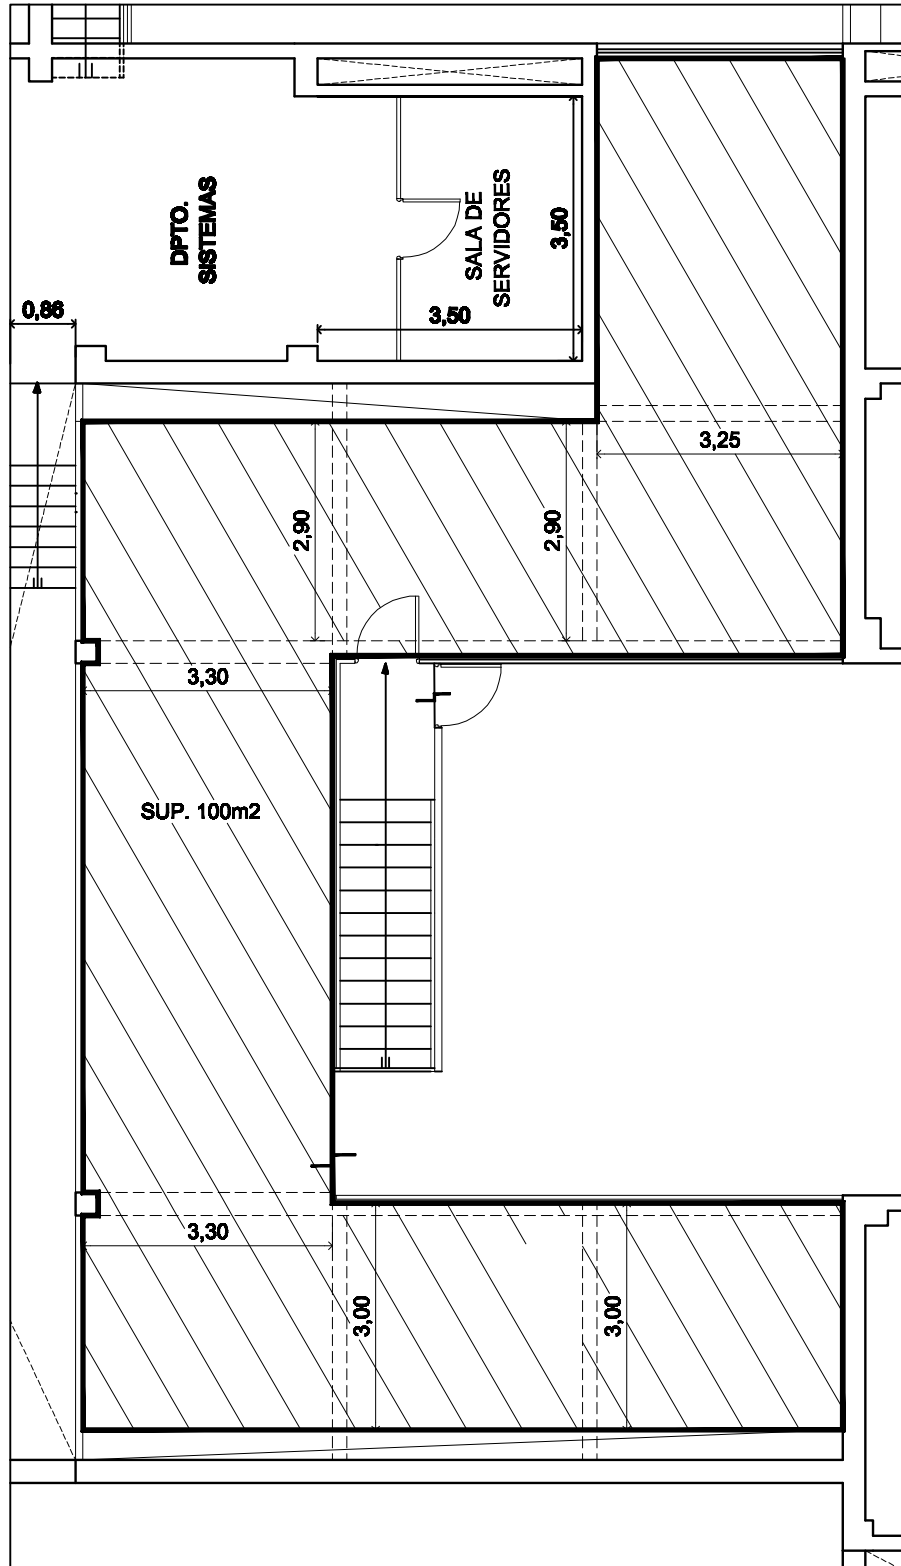 DPTO.
SISTEMAS
SALA DE
SERVIDORES
3,50
0,86
3,50
3,25
2,90
2,90
3,30
SUP. 100m2
3,30
3,00
3,00